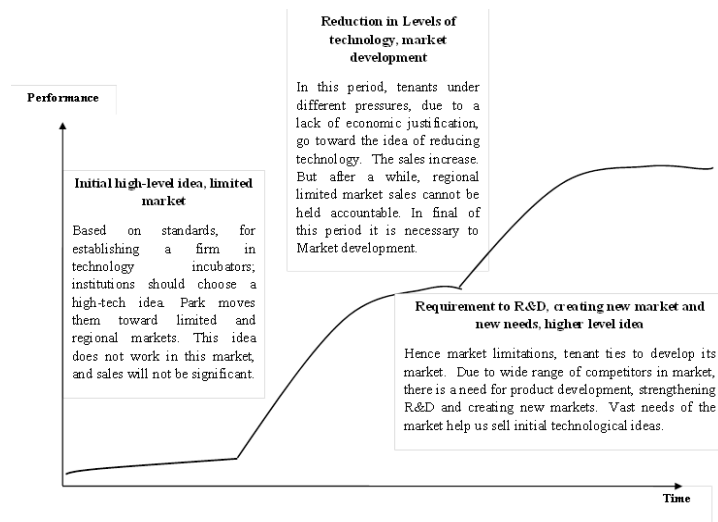 Performance
Reduction in Levels of
technology, market
development
In this period, tenants under
different pressures, due to a
lack of economic justification,
go toward the idea of reducing
technology. The sales increase.
But after a while, regional
limited market sales cannot be
held accountable. In final of
this period it is necessary to
Market development.
Initial high-level idea, limited
market
Based on standards, for
establishing a firm in
technology incubators;
institutions should choose a
high-tech idea. Park moves
them toward limited and
regional markets. This idea
does not work in this market,
and sales will not be significant.
Requirement to R&D, creating new market and
new needs, higher level idea
Hence market limitations, tenant ties to develop its
market. Due to wide range of competitors in market,
there is a need for product development, strengthening
R&D and creating new markets. Vast needs of the
market help us sell initial technological ideas.
Time